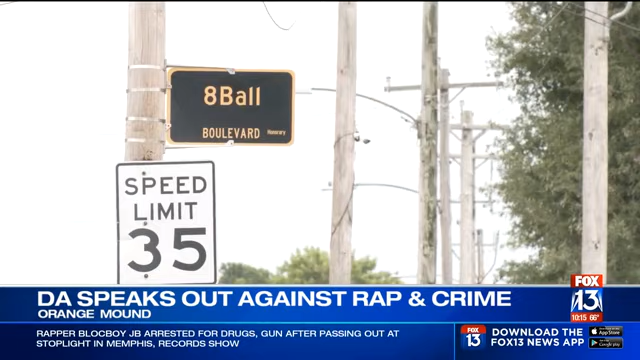 8Ball
BOULEVARD Honorary
SPEED
LIMIT
35
DA SPEAKS OUT AGAINST RAP & CRIME
ORANGE MOUND
RAPPER BLOCBOY JB ARRESTED FOR DRUGS, GUN AFTER PASSING OUT AT
STOPLIGHT IN MEMPHIS, RECORDS SHOW
FOX
13
10:15 66°
FOX
13
DOWNLOAD THE
FOX13 NEWS APP
App Store
Google Play